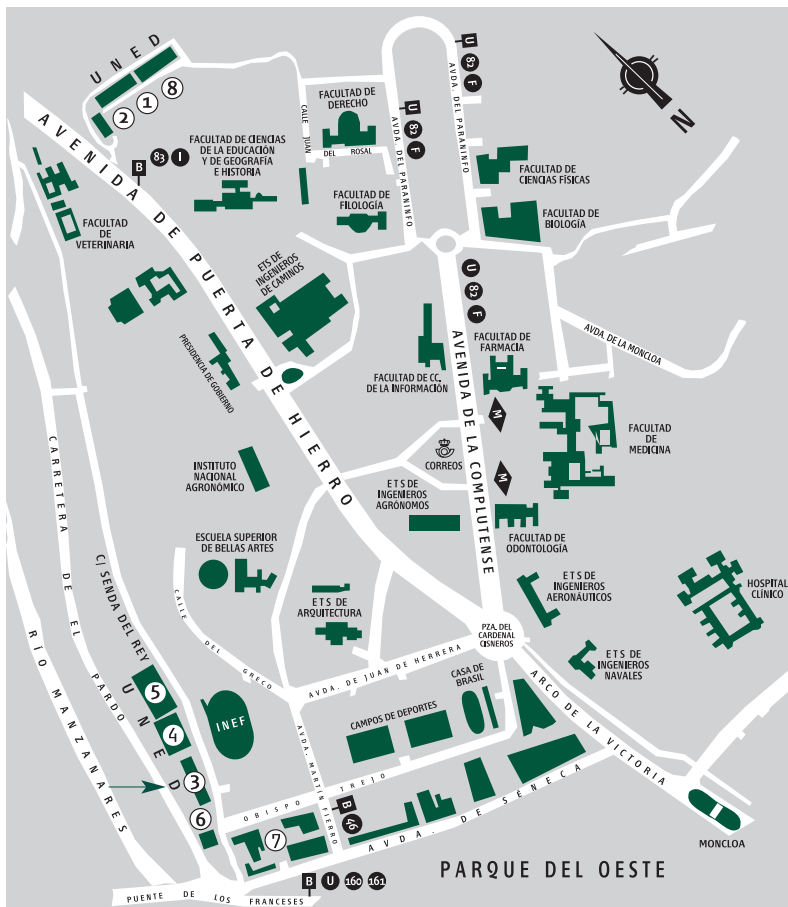 UNED
8
1
2
U
82
F
AVDA. DEL PARANINFO
U
82
F
AVDA. DEL PARANINFO
N
FACULTAD DE
DERECHO
CALLE JUAN
DEL ROSAL
AVENIDA DE PUERTA DE HIERRO
B
83
I
FACULTAD DE CIENCIAS
DE LA EDUCACIÓN
Y DE GEOGRAFÍA
E HISTORIA
FACULTAD DE
FILOLOGÍA
FACULTAD DE
CIENCIAS FÍSICAS
FACULTAD DE
BIOLOGÍA
FACULTAD
DE
VETERINARIA
ETS DE
INGENIEROS
DE CAMINOS
U
82
F
AVENIDA DE LA COMPLUTENSE
AVDA. DE LA MONCLOA
PRESIDENCIA DE GOBIERNO
FACULTAD DE CC.
DE LA INFORMACIÓN
FACULTAD DE
FARMACIA
M
FACULTAD
DE
MEDICINA
CORREOS
M
INSTITUTO
NACIONAL
AGRONÓMICO
ETS DE
INGENIEROS
AGRÓNOMOS
FACULTAD DE
ODONTOLOGÍA
CARRETERA DE EL PARDO
C/ SENDA DEL REY
ESCUELA SUPERIOR
DE BELLAS ARTES
ETS DE
ARQUITECTURA
ETS DE
INGENIEROS
AERONÁUTICOS
HOSPITAL
CLÍNICO
PZA. DEL
CARDENAL
CISNEROS
ETS DE
INGENIEROS
NAVALES
RÍO MANZANARES
CALLE DEL GRECO
AVDA. DE JUAN DE HERRERA
CASA DE
BRASIL
ARCO DE LA VICTORIA
UNED
5
4
3
6
INEF
CAMPOS DE DEPORTES
AVDA. MARTÍN FIERRO
OBISPO TREJO
B
46
7
AVDA. DE SÉNECA
MONCLOA
PARQUE DEL OESTE
B
U
160
161
PUENTE DE LOS FRANCESES